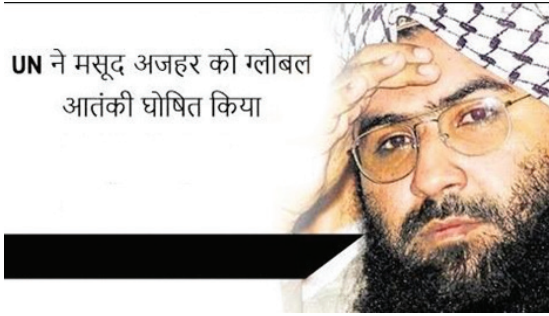 UN ने मसूद अजहर को ग्लोबल
आतंकी घोषित किया